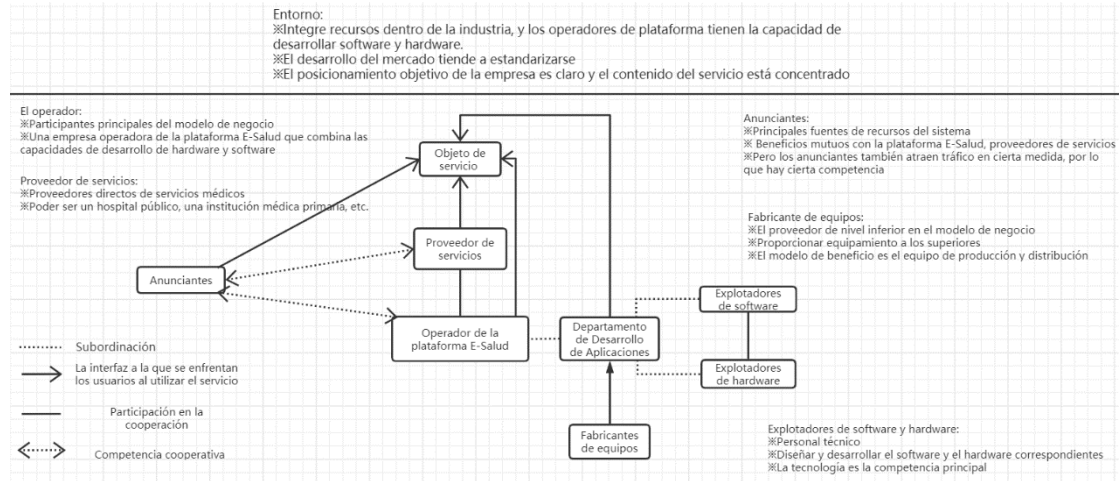 Entorno:
※Integre recursos dentro de la industria, y los operadores de plataforma tienen la capacidad de
desarrollar software y hardware.
※El desarrollo del mercado tiende a estandarizarse
※El posicionamiento objetivo de la empresa es claro y el contenido del servicio está concentrado
El operador:
※Participantes principales del modelo de negocio
※Una empresa operadora de la plataforma E-Salud que combina las
capacidades de desarrollo de hardware y software
Proveedor de servicios:
※Proveedores directos de servicios médicos
※Poder ser un hospital público, una institución médica primaria, etc.
Anunciantes:
※Principales fuentes de recursos del sistema
※ Beneficios mutuos con la plataforma E-Salud, proveedores de servicios
※Pero los anunciantes también atraen tráfico en cierta medida, por lo
que hay cierta competencia
Fabricante de equipos:
※El proveedor de nivel inferior en el modelo de negocio
※Proporcionar equipamiento a los superiores
※El modelo de beneficio es el equipo de producción y distribución
Objeto de
servicio
Proveedor de
servicios
Anunciantes
Operador de la
plataforma E-Salud
Departamento
de Desarrollo
de Aplicaciones
Explotadores
de software
Explotadores
de hardware
Fabricantes
de equipos
Subordinación
La interfaz a la que se enfrentan
los usuarios al utilizar el servicio
Participación en la
cooperación
Competencia cooperativa
Explotadores de software y hardware:
※Personal técnico
※Diseñar y desarrollar el software y el hardware correspondientes
※La tecnología es la competencia principal